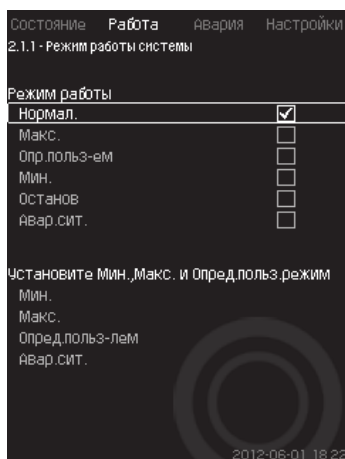 Состояние Работа Авария Настройки
2.1.1 - Режим работы системы
Режим работы
Нормал.
Макс.
Опр.польз-ем
Мин.
Останов
Авар.сит.
Установите Мин.,Макс. и Опред.польз.режим
Мин.
Макс.
Опред.польз-лем
Авар.сит.
2012-06-01 18:22